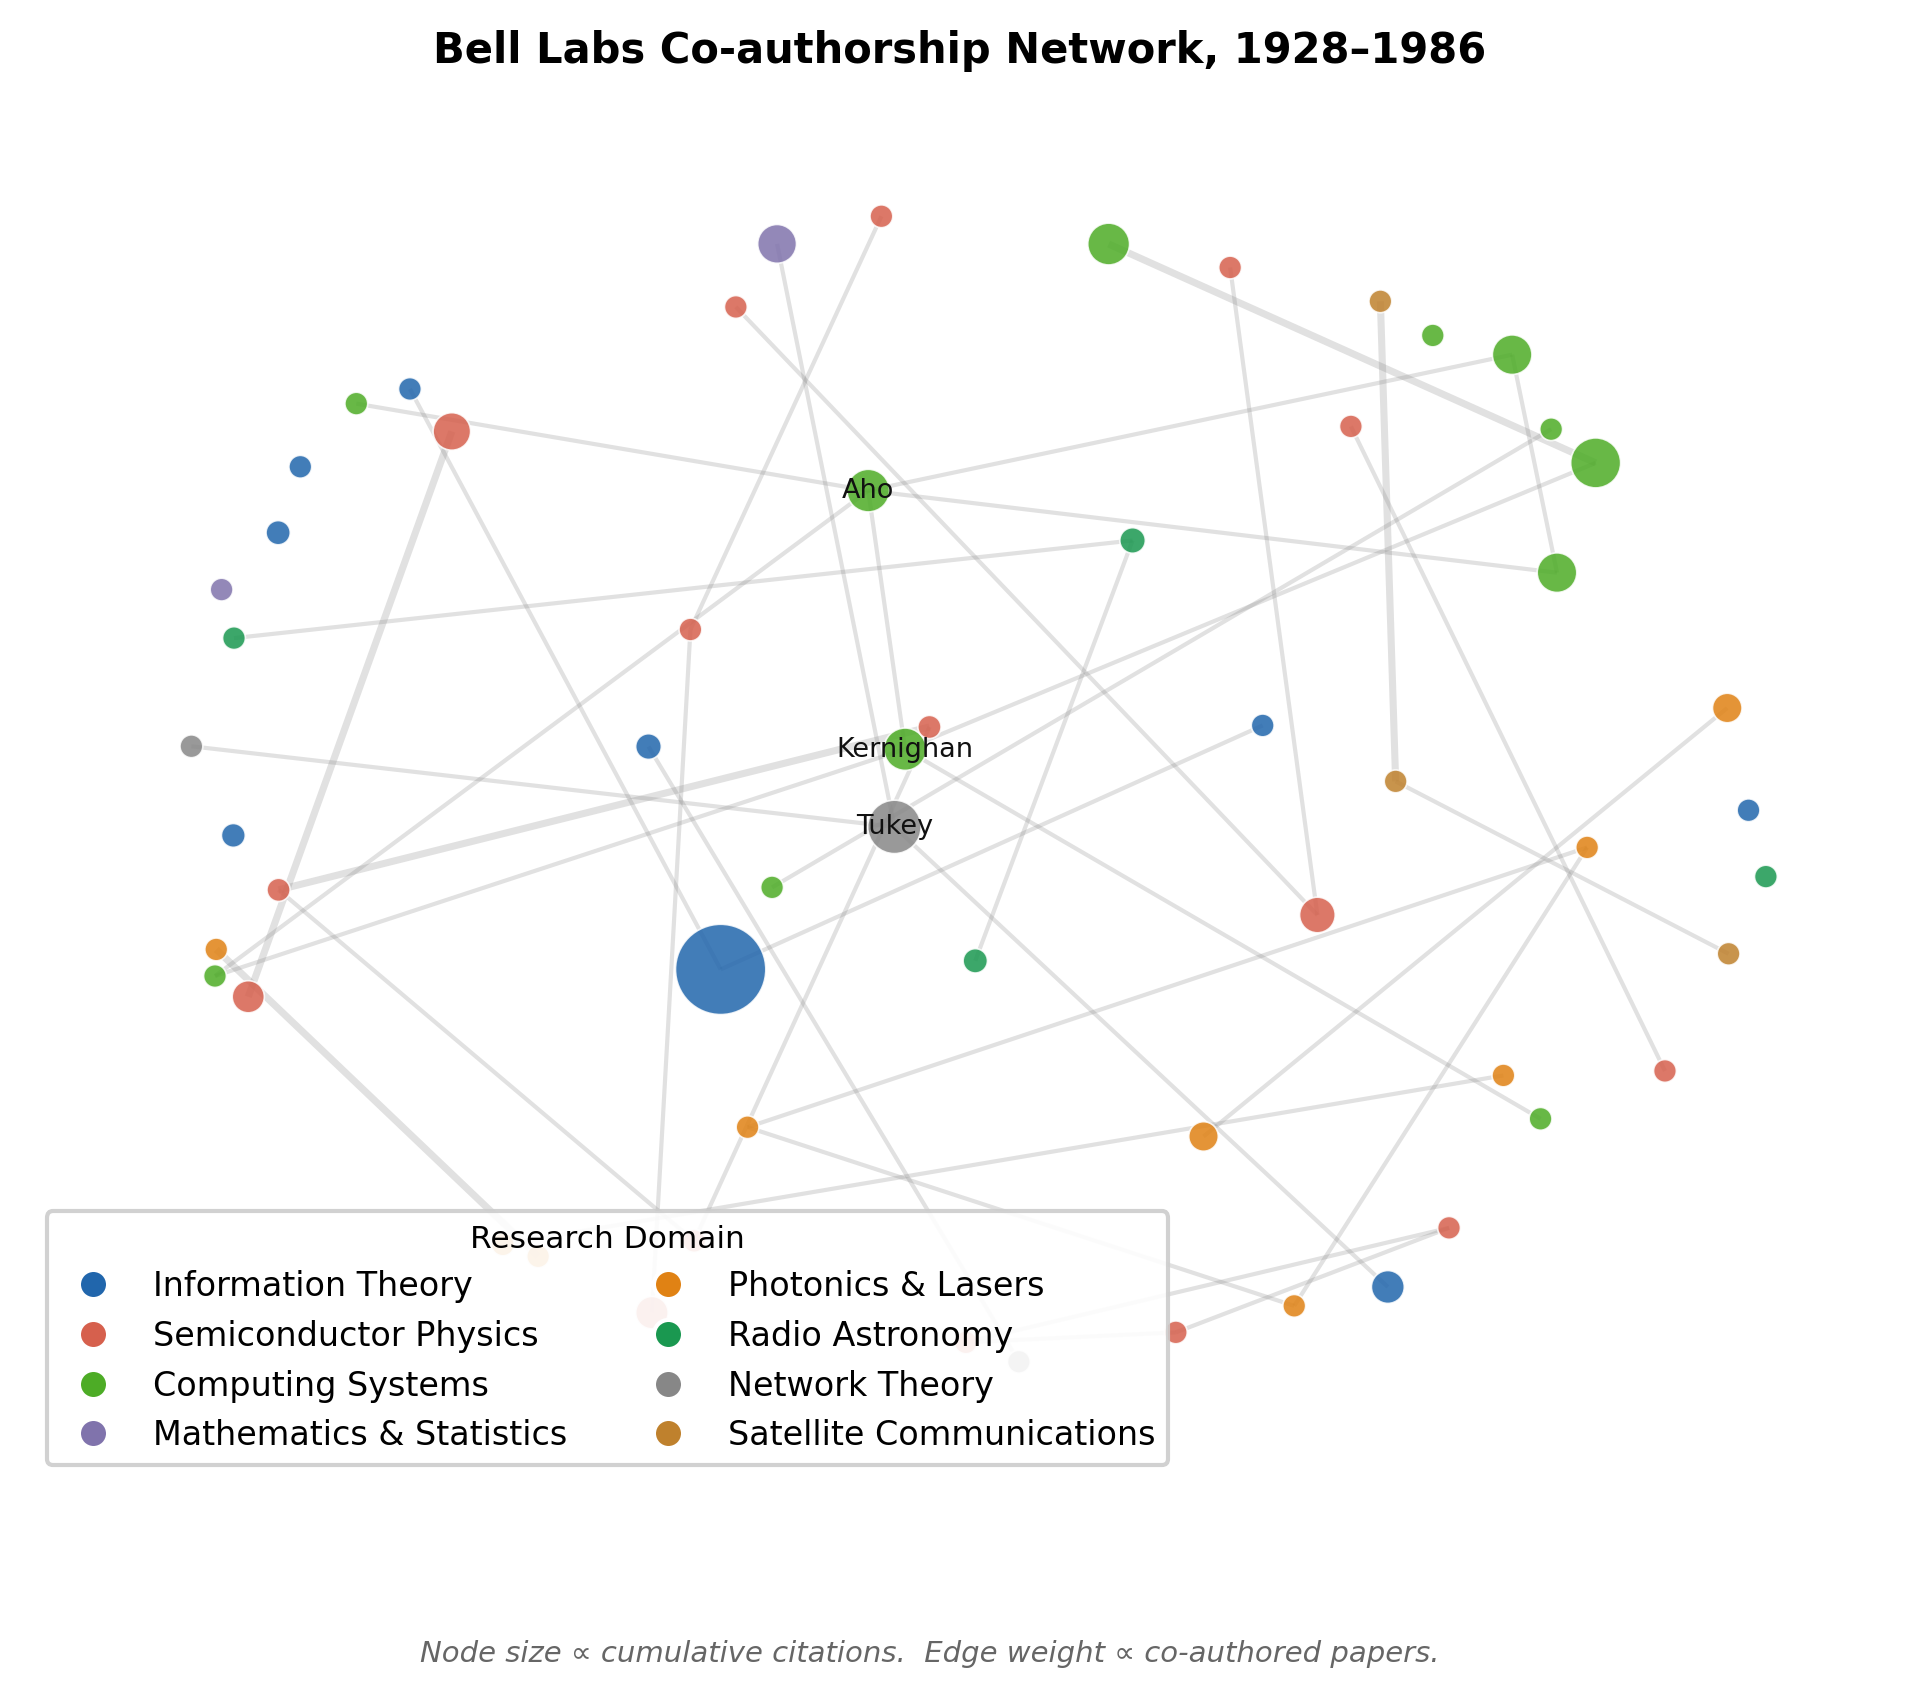 Bell Labs Co-authorship Network, 1928–1986
Aho
Kernighan
Tukey
Research Domain
Information Theory
Semiconductor Physics
Computing Systems
Mathematics & Statistics
Photonics & Lasers
Radio Astronomy
Network Theory
Satellite Communications
Node size ∝ cumulative citations.  Edge weight ∝ co-authored papers.